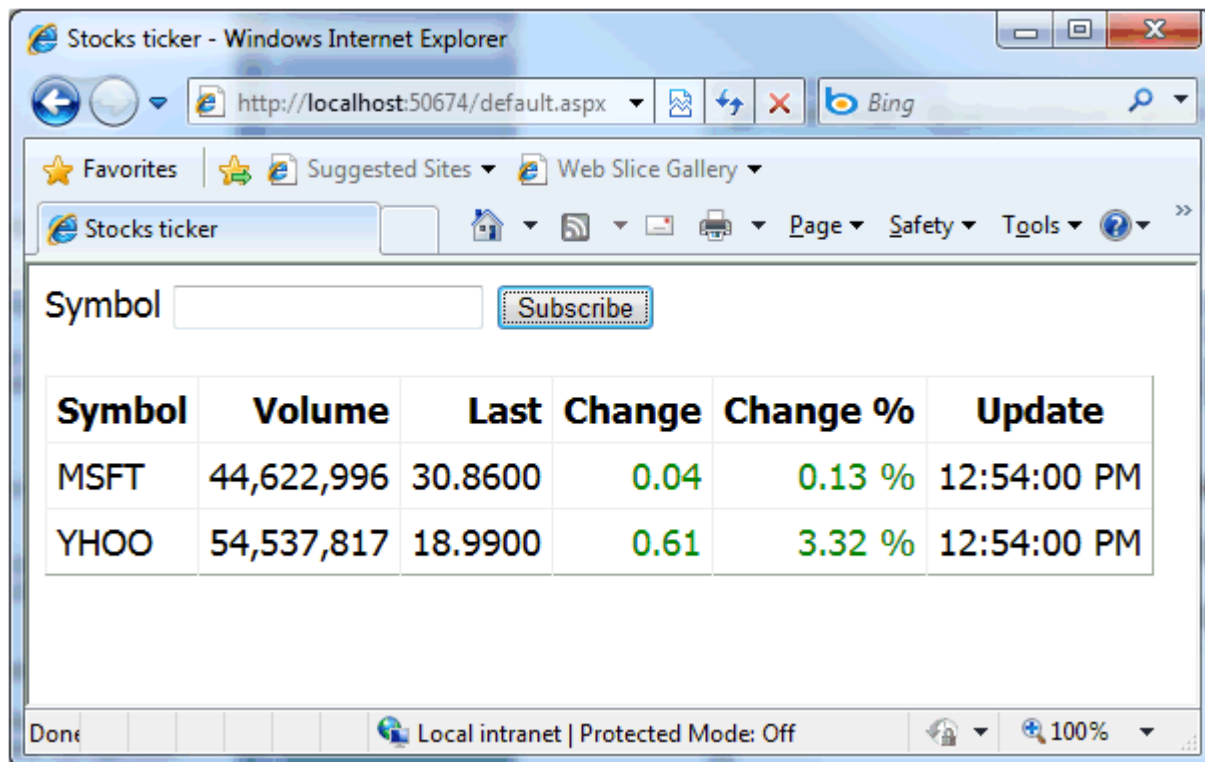 Stocks ticker - Windows Internet Explorer
http://localhost:50674/default.aspx Bing
Favorites Suggested Sites Web Slice Gallery
Stocks ticker Page Safety Tools
Symbol Subscribe
Symbol Volume Last Change Change % Update
MSFT 44,622,996 30.8600 0.04 0.13 % 12:54:00 PM
YHOO 54,537,817 18.9900 0.61 3.32 % 12:54:00 PM
Done Local intranet | Protected Mode: Off 100%